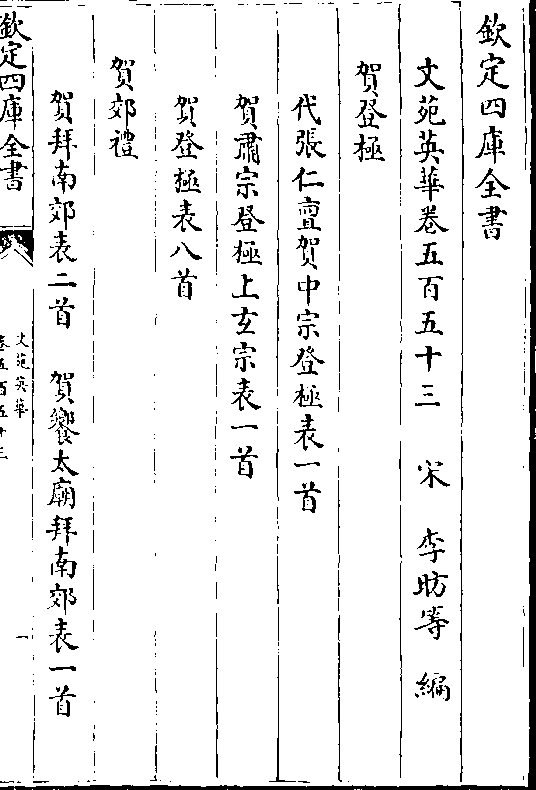 欽定四庫全書
文苑英華卷五百五十三　宋　李昉等　編
賀登極
代張仁亶賀中宗登極表一首
賀肅宗登極上玄宗表一首
賀登極表八首
賀郊禮
賀拜南郊表二首　賀饗太廟拜南郊表一首
欽定四庫全書
文苑英華
卷五百五十三
一